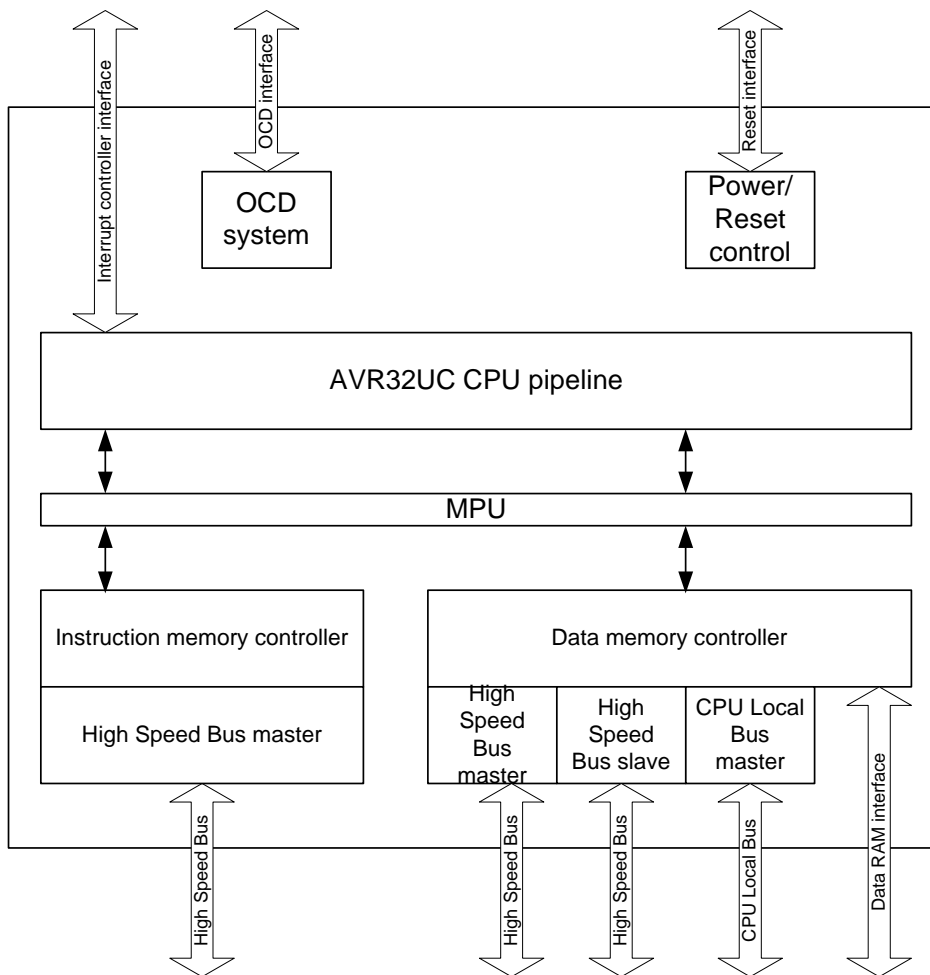 Interrupt controller interface
OCD interface
Reset interface
OCD
system
Power/
Reset
control
AVR32UC CPU pipeline
MPU
Instruction memory controller
Data memory controller
High Speed Bus master
High
Speed
Bus
master
High
Speed
Bus slave
CPU Local
Bus
master
High Speed Bus
High Speed Bus
High Speed Bus
CPU Local Bus
Data RAM interface